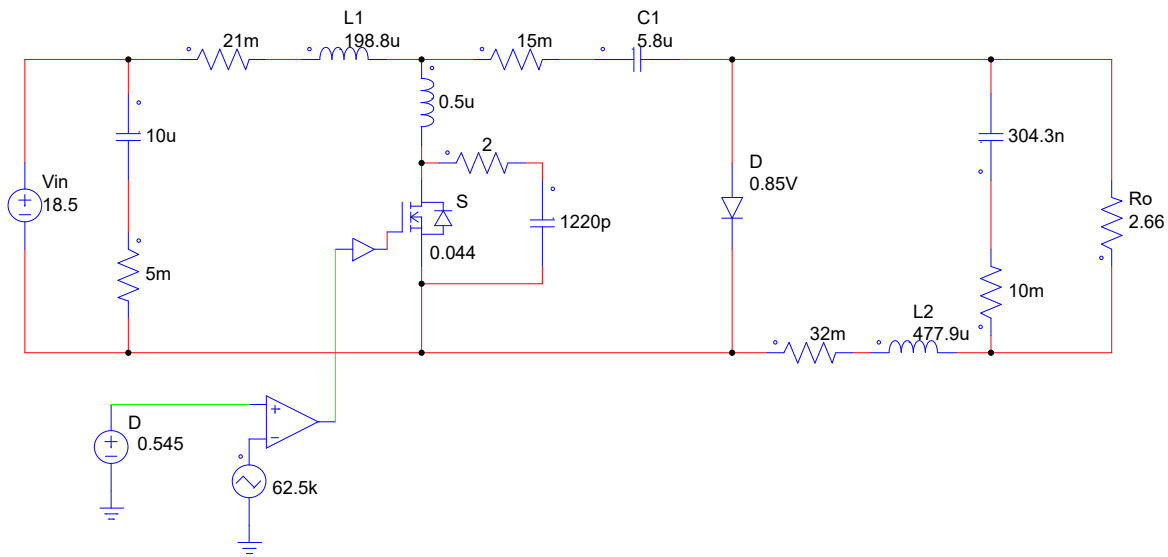 L1
21m
198.8u
15m
C1
5.8u
0.5u
10u
2
304.3n
Vin
18.5
D
0.85V
S
Ro
2.66
1220p
0.044
5m
10m
32m
L2
477.9u
D
0.545
62.5k